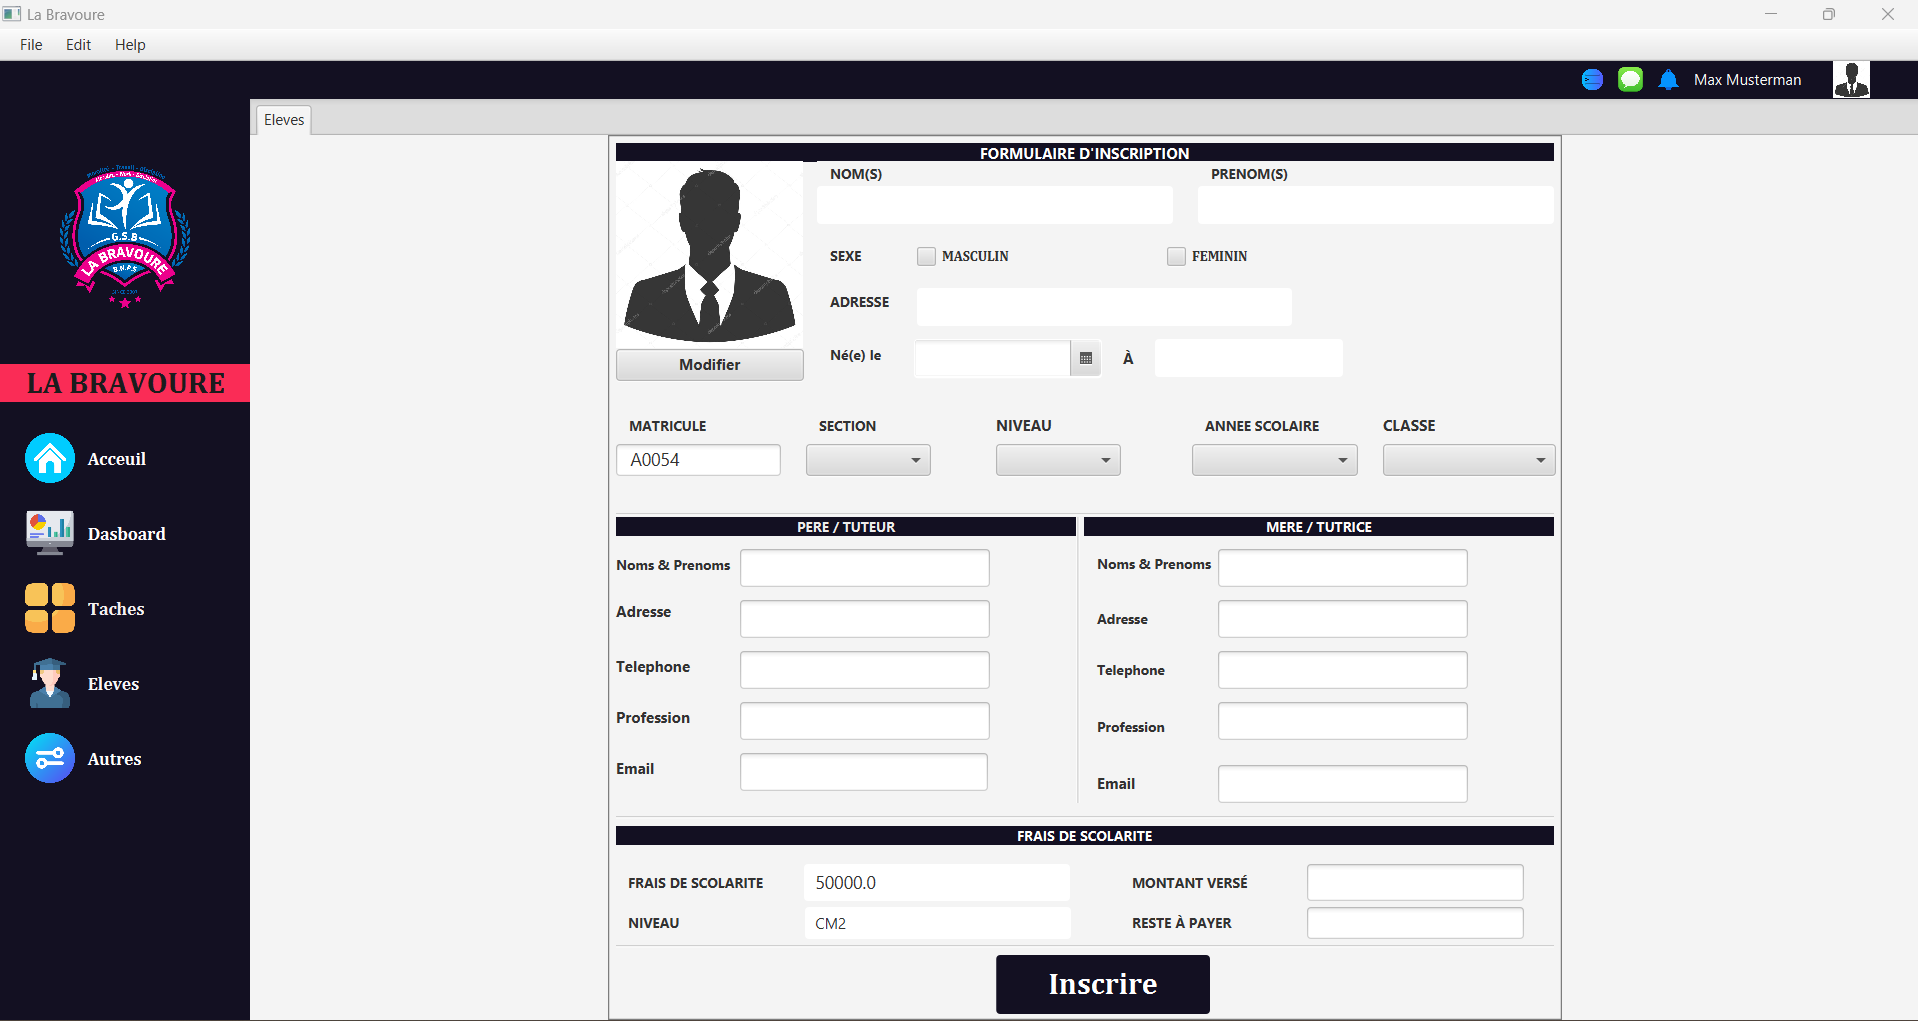 La Bravoure
File Edit Help
Max Musterman
Eleves
G.S.B
LA BRAVOURE
B.N.P.S
LA BRAVOURE
Acceuil
Dasboard
Taches
Eleves
Autres
FORMULAIRE D'INSCRIPTION
NOM(S) PRENOM(S)
SEXE MASCULIN FEMININ
ADRESSE
Né(e) le À
Modifier
MATRICULE SECTION NIVEAU ANNEE SCOLAIRE CLASSE
A0054
PERE / TUTEUR
Noms & Prenoms
Adresse
Telephone
Profession
Email
MERE / TUTRICE
Noms & Prenoms
Adresse
Telephone
Profession
Email
FRAIS DE SCOLARITE
FRAIS DE SCOLARITE 50000.0 MONTANT VERSÉ
NIVEAU CM2 RESTE À PAYER
Inscrire